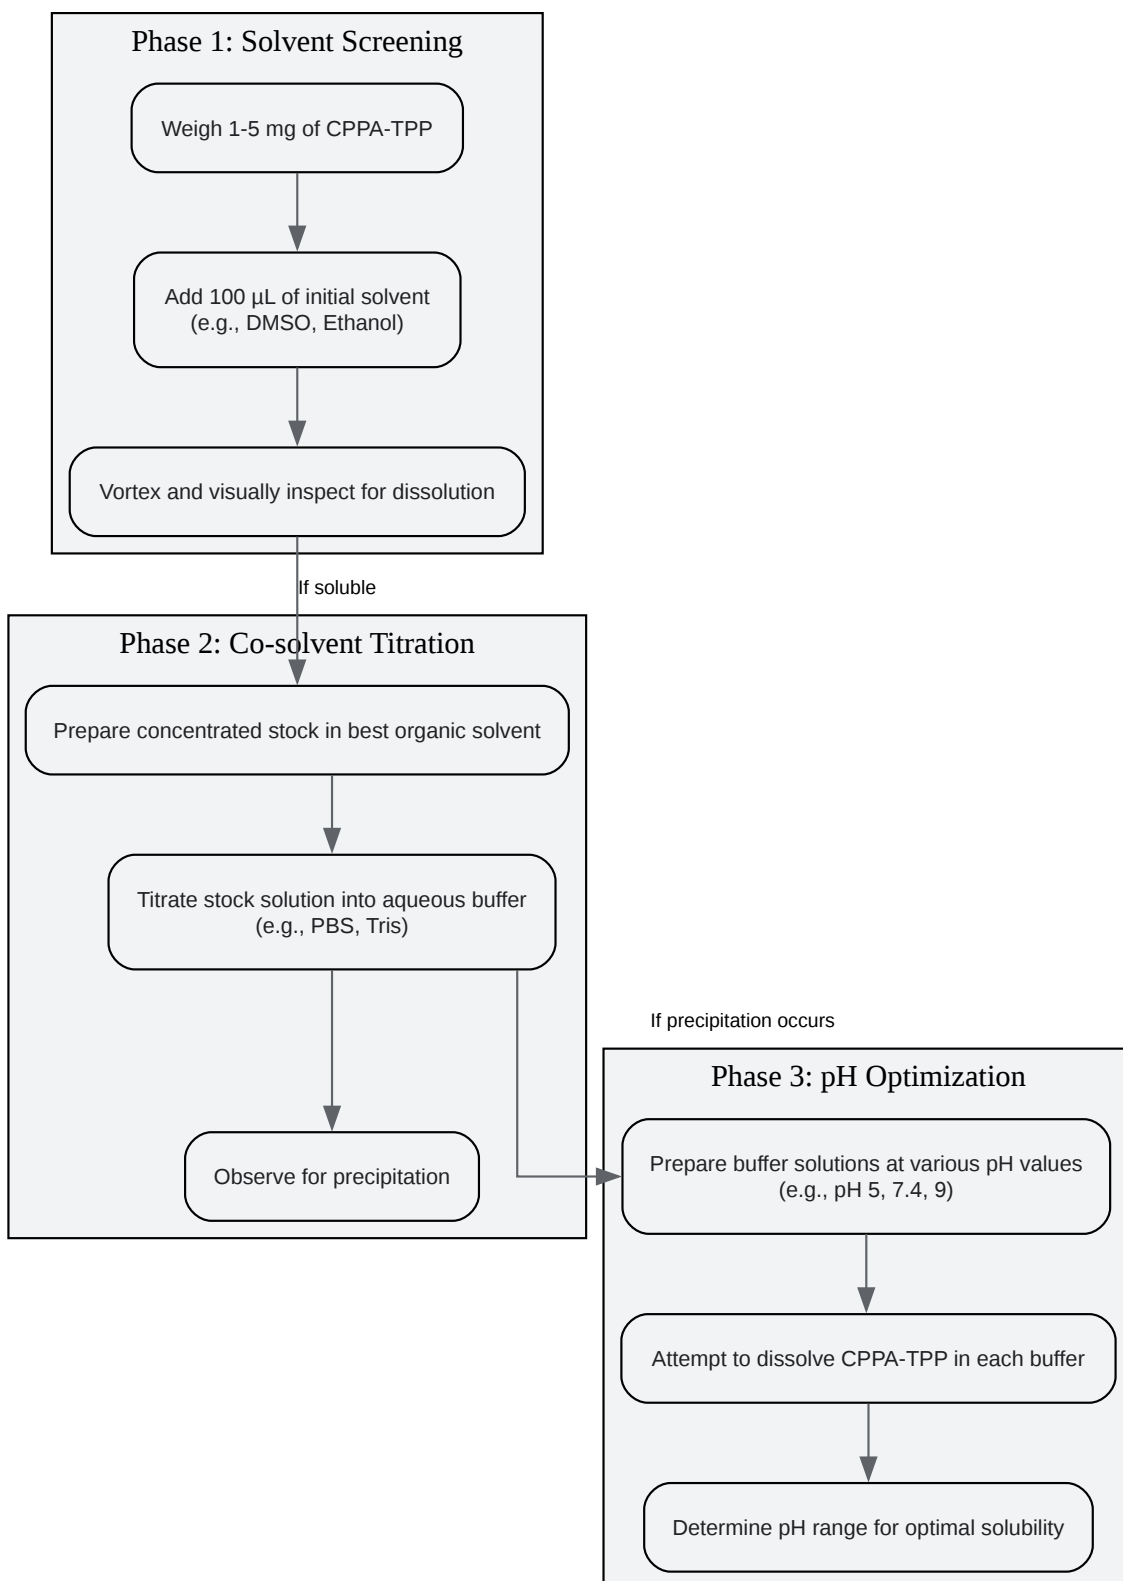 Phase 1: Solvent Screening
Weigh 1-5 mg of CPPA-TPP
Add 100 µL of initial solvent
(e.g., DMSO, Ethanol)
Vortex and visually inspect for dissolution
If soluble
Phase 2: Co-solvent Titration
Prepare concentrated stock in best organic solvent
Titrate stock solution into aqueous buffer
(e.g., PBS, Tris)
Observe for precipitation
If precipitation occurs
Phase 3: pH Optimization
Prepare buffer solutions at various pH values
(e.g., pH 5, 7.4, 9)
Attempt to dissolve CPPA-TPP in each buffer
Determine pH range for optimal solubility